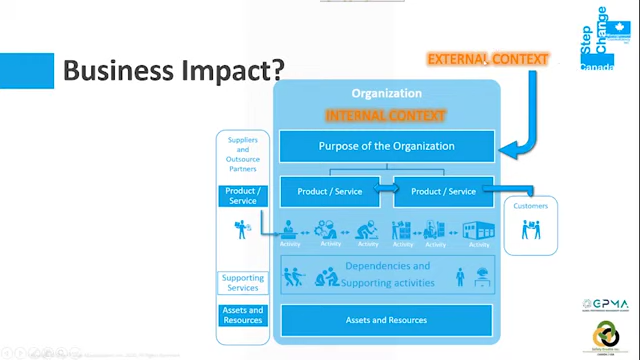 Business Impact?
Step
Change
Canada
EXTERNAL CONTEXT
Organization
INTERNAL CONTEXT
Purpose of the Organization
Suppliers
and
Outsource
Partners
Product /
Service
Product / Service
Product / Service
Customers
Activity
Activity
Activity
Activity
Activity
Activity
Supporting
Services
Dependencies and
Supporting activities
Assets and
Resources
Assets and Resources
GPMA